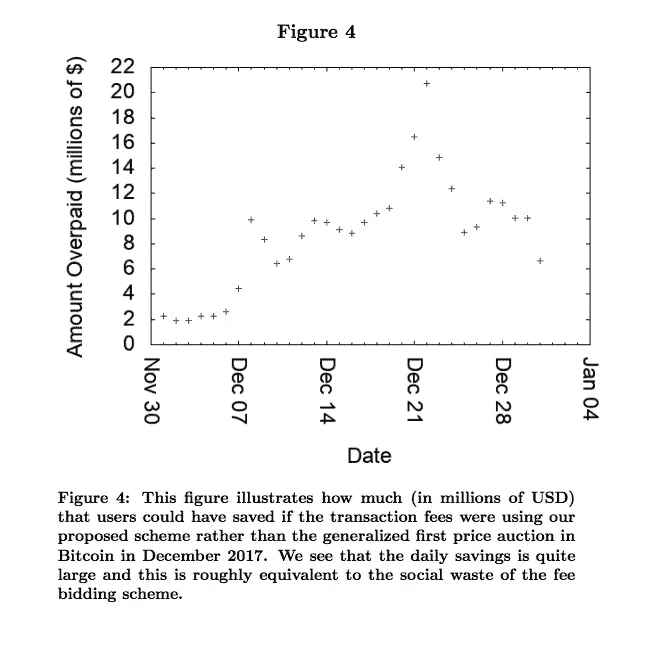 Figure 4
Amount Overpaid (millions of $)
22
20
18
16
14
12
10
8
6
4
2
0
Nov 30
Dec 07
Dec 14
Dec 21
Dec 28
Jan 04
Date
Figure 4: This figure illustrates how much (in millions of USD)
that users could have saved if the transaction fees were using our
proposed scheme rather than the generalized first price auction in
Bitcoin in December 2017. We see that the daily savings is quite
large and this is roughly equivalent to the social waste of the fee
bidding scheme.